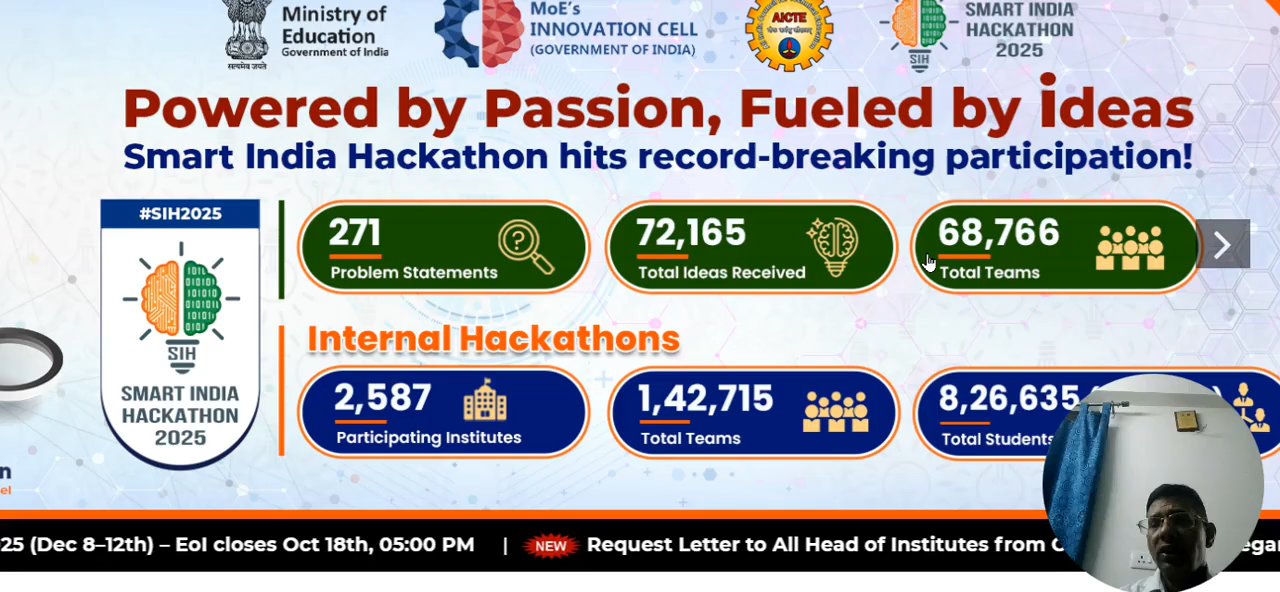 Ministry of
Education
Government of India
सत्यमेव जयते
MoE's
INNOVATION CELL
(GOVERNMENT OF INDIA)
AICTE
SIH
SMART INDIA
HACKATHON
2025
Powered by Passion, Fueled by ideas
Smart India Hackathon hits record-breaking participation!
#SIH2025
SIH
SMART INDIA
HACKATHON
2025
271
Problem Statements
72,165
Total Ideas Received
68,766
Total Teams
Internal Hackathons
2,587
Participating Institutes
1,42,715
Total Teams
8,26,635
Total Students
25 (Dec 8–12th) – EoI closes Oct 18th, 05:00 PM | NEW Request Letter to All Head of Institutes from